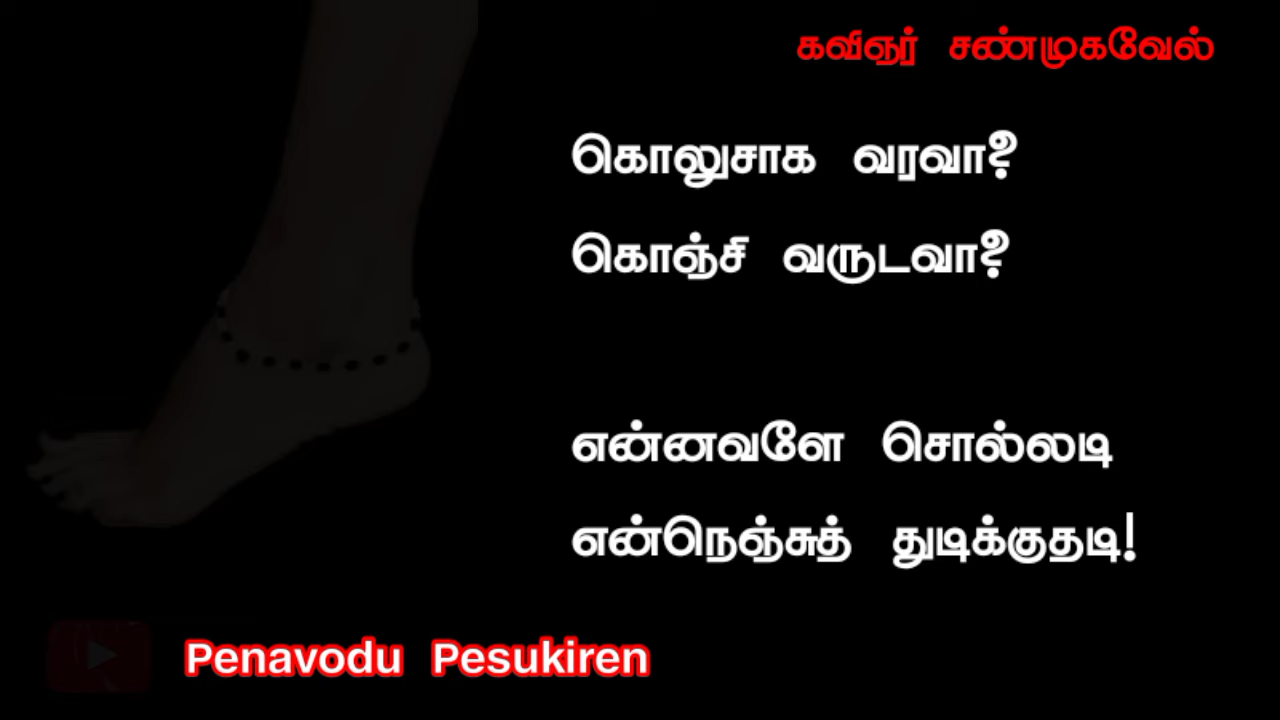 கவிஞர் சண்முகவேல்
கொலுசாக வரவா?
கொஞ்சி வருடவா?
என்னவளே சொல்லடி
என்நெஞ்சுத் துடிக்குதடி!
Penavodu Pesukiren